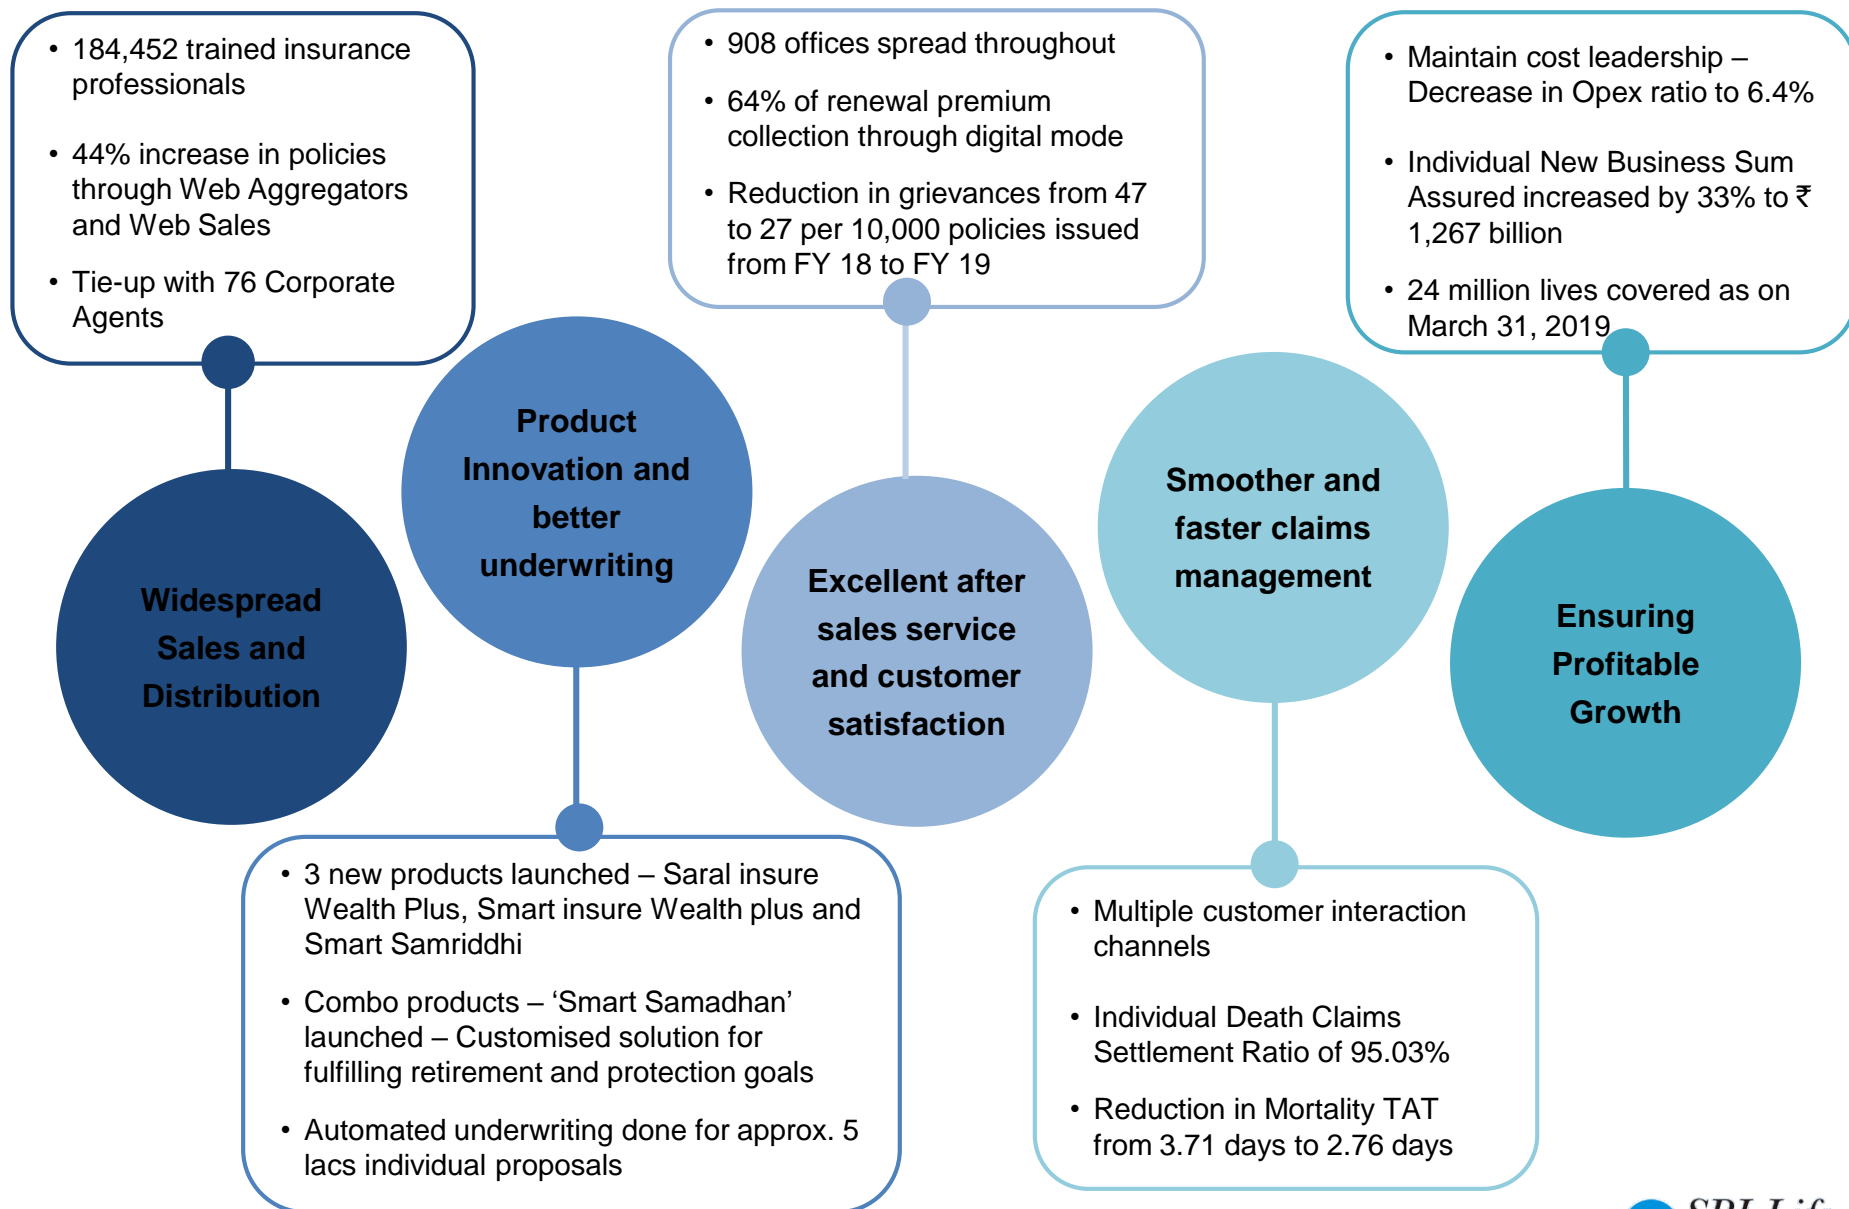 • 184,452 trained insurance
professionals
• 44% increase in policies
through Web Aggregators
and Web Sales
• Tie-up with 76 Corporate
Agents
• 908 offices spread throughout
• 64% of renewal premium
collection through digital mode
• Reduction in grievances from 47
to 27 per 10,000 policies issued
from FY 18 to FY 19
• Maintain cost leadership –
Decrease in Opex ratio to 6.4%
• Individual New Business Sum
Assured increased by 33% to ₹
1,267 billion
• 24 million lives covered as on
March 31, 2019
Widespread
Sales and
Distribution
Product
Innovation and
better
underwriting
Excellent after
sales service
and customer
satisfaction
Smoother and
faster claims
management
Ensuring
Profitable
Growth
• 3 new products launched – Saral insure
Wealth Plus, Smart insure Wealth plus and
Smart Samriddhi
• Combo products – ‘Smart Samadhan’
launched – Customised solution for
fulfilling retirement and protection goals
• Automated underwriting done for approx. 5
lacs individual proposals
• Multiple customer interaction
channels
• Individual Death Claims
Settlement Ratio of 95.03%
• Reduction in Mortality TAT
from 3.71 days to 2.76 days